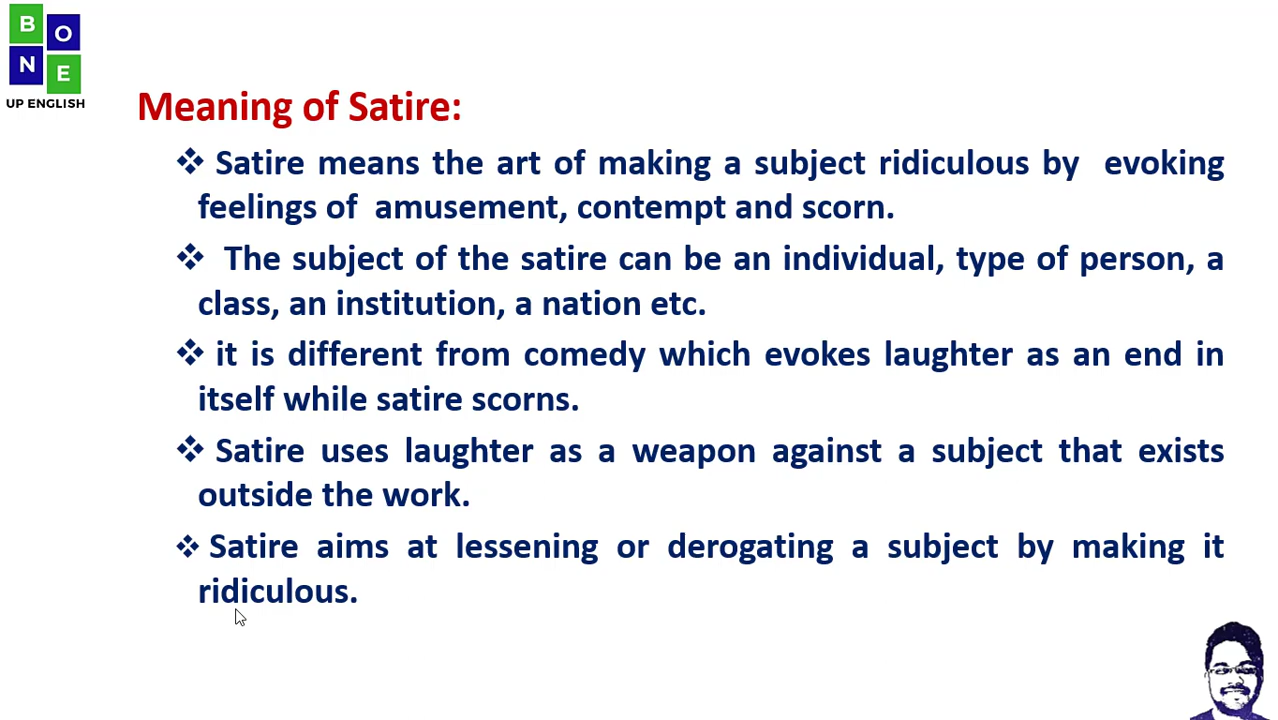 B O
N E
UP ENGLISH
Meaning of Satire:
❖ Satire means the art of making a subject ridiculous by evoking
feelings of amusement, contempt and scorn.
❖ The subject of the satire can be an individual, type of person, a
class, an institution, a nation etc.
❖ it is different from comedy which evokes laughter as an end in
itself while satire scorns.
❖ Satire uses laughter as a weapon against a subject that exists
outside the work.
❖ Satire aims at lessening or derogating a subject by making it
ridiculous.